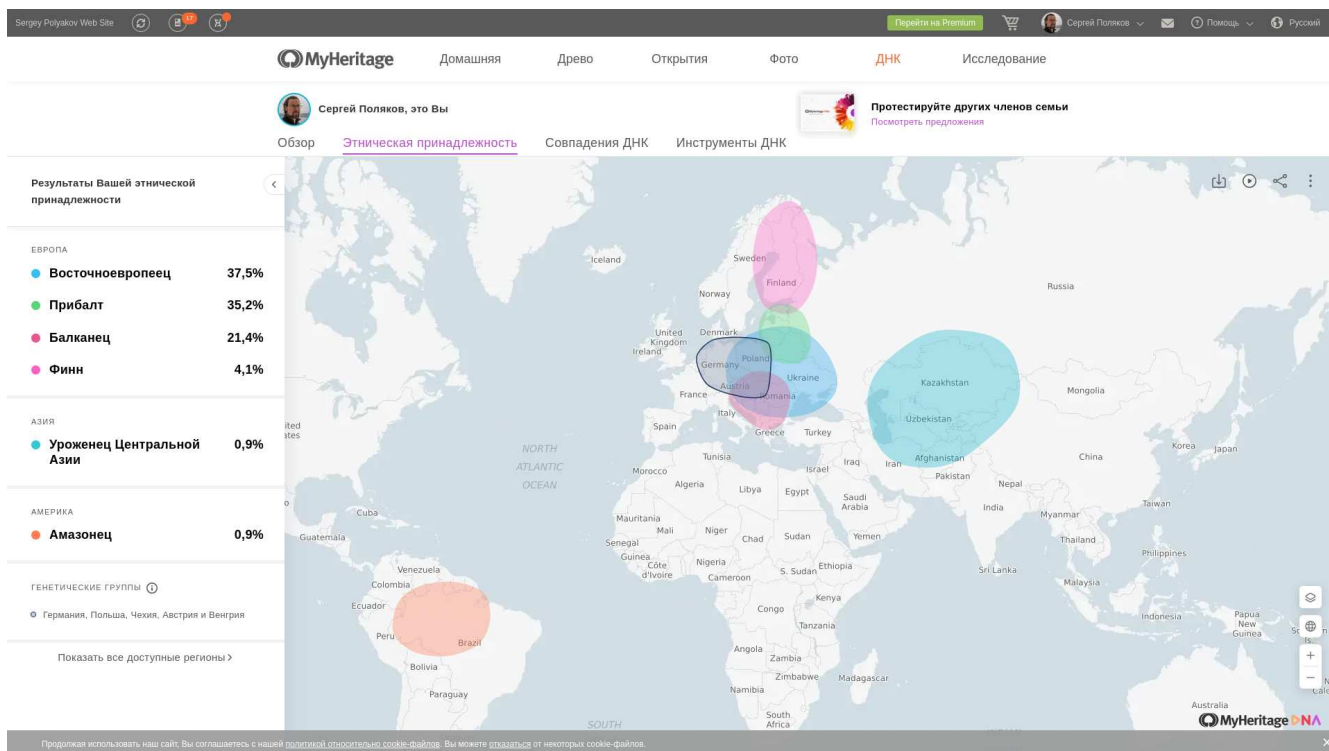 Sergey Polyakov Web Site
17
Перейти на Premium
Сергей Поляков
Помощь
Русский
MyHeritage
Домашняя
Древо
Открытия
Фото
ДНК
Исследование
Сергей Поляков, это Вы
Протестируйте других членов семьи
Посмотреть предложения
Обзор
Этническая принадлежность
Совпадения ДНК
Инструменты ДНК
Результаты Вашей этнической
принадлежности
ЕВРОПА
Восточноевропеец 37,5%
Прибалт 35,2%
Балканец 21,4%
Финн 4,1%
АЗИЯ
Уроженец Центральной 0,9%
Азии
АМЕРИКА
Амазонец 0,9%
ГЕНЕТИЧЕСКИЕ ГРУППЫ
Германия, Польша, Чехия, Австрия и Венгрия
Показать все доступные регионы
Iceland
Sweden
Finland
Norway
Russia
United
Kingdom
Denmark
Ireland
Germany
Poland
Ukraine
Austria
France
Romania
Italy
Spain
Greece
Turkey
Kazakhstan
Uzbekistan
Mongolia
Afghanistan
China
Korea
Japan
ited
ates
NORTH
ATLANTIC
OCEAN
Tunisia
Morocco
Israel
Iraq
Iran
Pakistan
Nepal
Algeria
Libya
Egypt
Saudi
Arabia
India
Myanmar
Taiwan
Cuba
Guatemala
Mauritania
Mali
Niger
Chad
Sudan
Yemen
Thailand
Philippines
Senegal
Guinea
Côte
d'Ivoire
Nigeria
Cameroon
S. Sudan
Ethiopia
Sri Lanka
Malaysia
Venezuela
Colombia
Ecuador
Peru
Brazil
Bolivia
Paraguay
Kenya
Congo
Tanzania
Angola
Zambia
Zimbabwe
Madagascar
Namibia
South
Africa
Indonesia
Papua
New
Guinea
Australia
SOUTH
MyHeritage DNA
Продолжая использовать наш сайт, Вы соглашаетесь с нашей политикой относительно cookie-файлов. Вы можете отказаться от некоторых cookie-файлов.